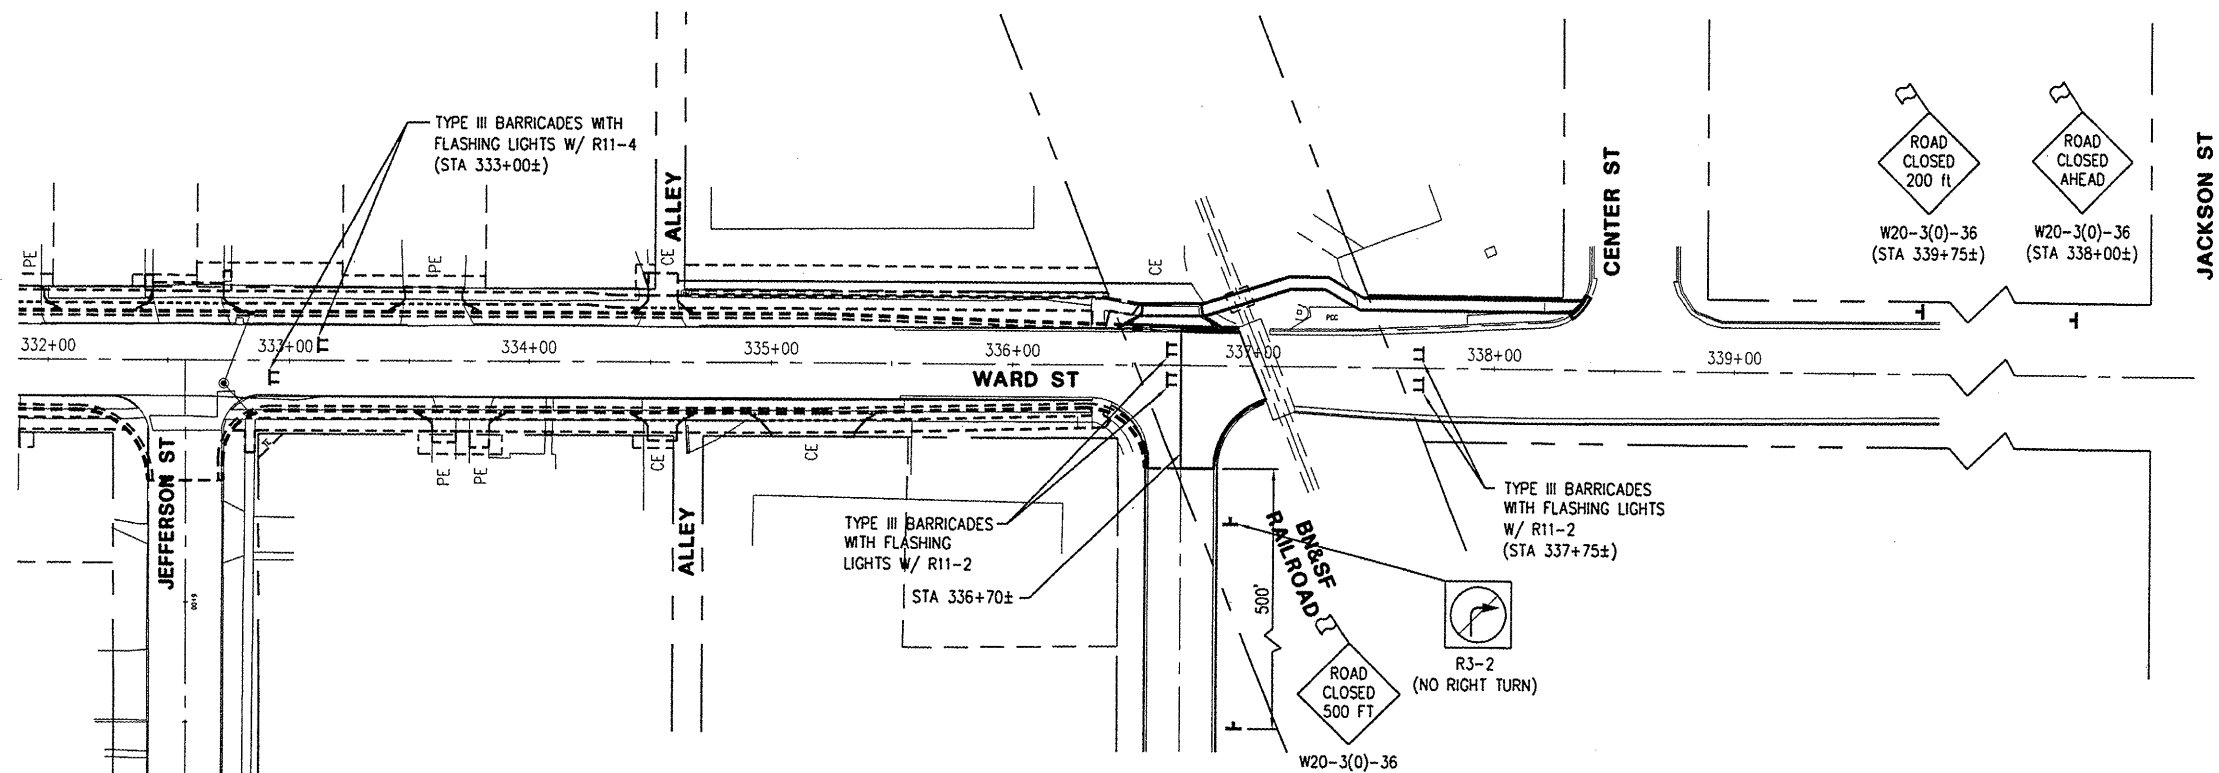 TYPE III BARRICADES WITH
FLASHING LIGHTS W/ R11-4
(STA 333+00±)
ALLEY
CENTER ST
JACKSON ST
ROAD
CLOSED
200 ft
W20-3(0)-36
(STA 339+75±)
ROAD
CLOSED
AHEAD
W20-3(0)-36
(STA 338+00±)
PE
PE
CE
CE
PCC
332+00
333+00
334+00
335+00
336+00
337+00
338+00
339+00
WARD ST
JEFFERSON ST
PE
PE
CE
CE
ALLEY
TYPE III BARRICADES
WITH FLASHING
LIGHTS W/ R11-2
STA 336+70±
TYPE III BARRICADES
WITH FLASHING LIGHTS
W/ R11-2
(STA 337+75±)
BN&SF
RAILROAD
500'
R3-2
(NO RIGHT TURN)
ROAD
CLOSED
500 FT
W20-3(0)-36